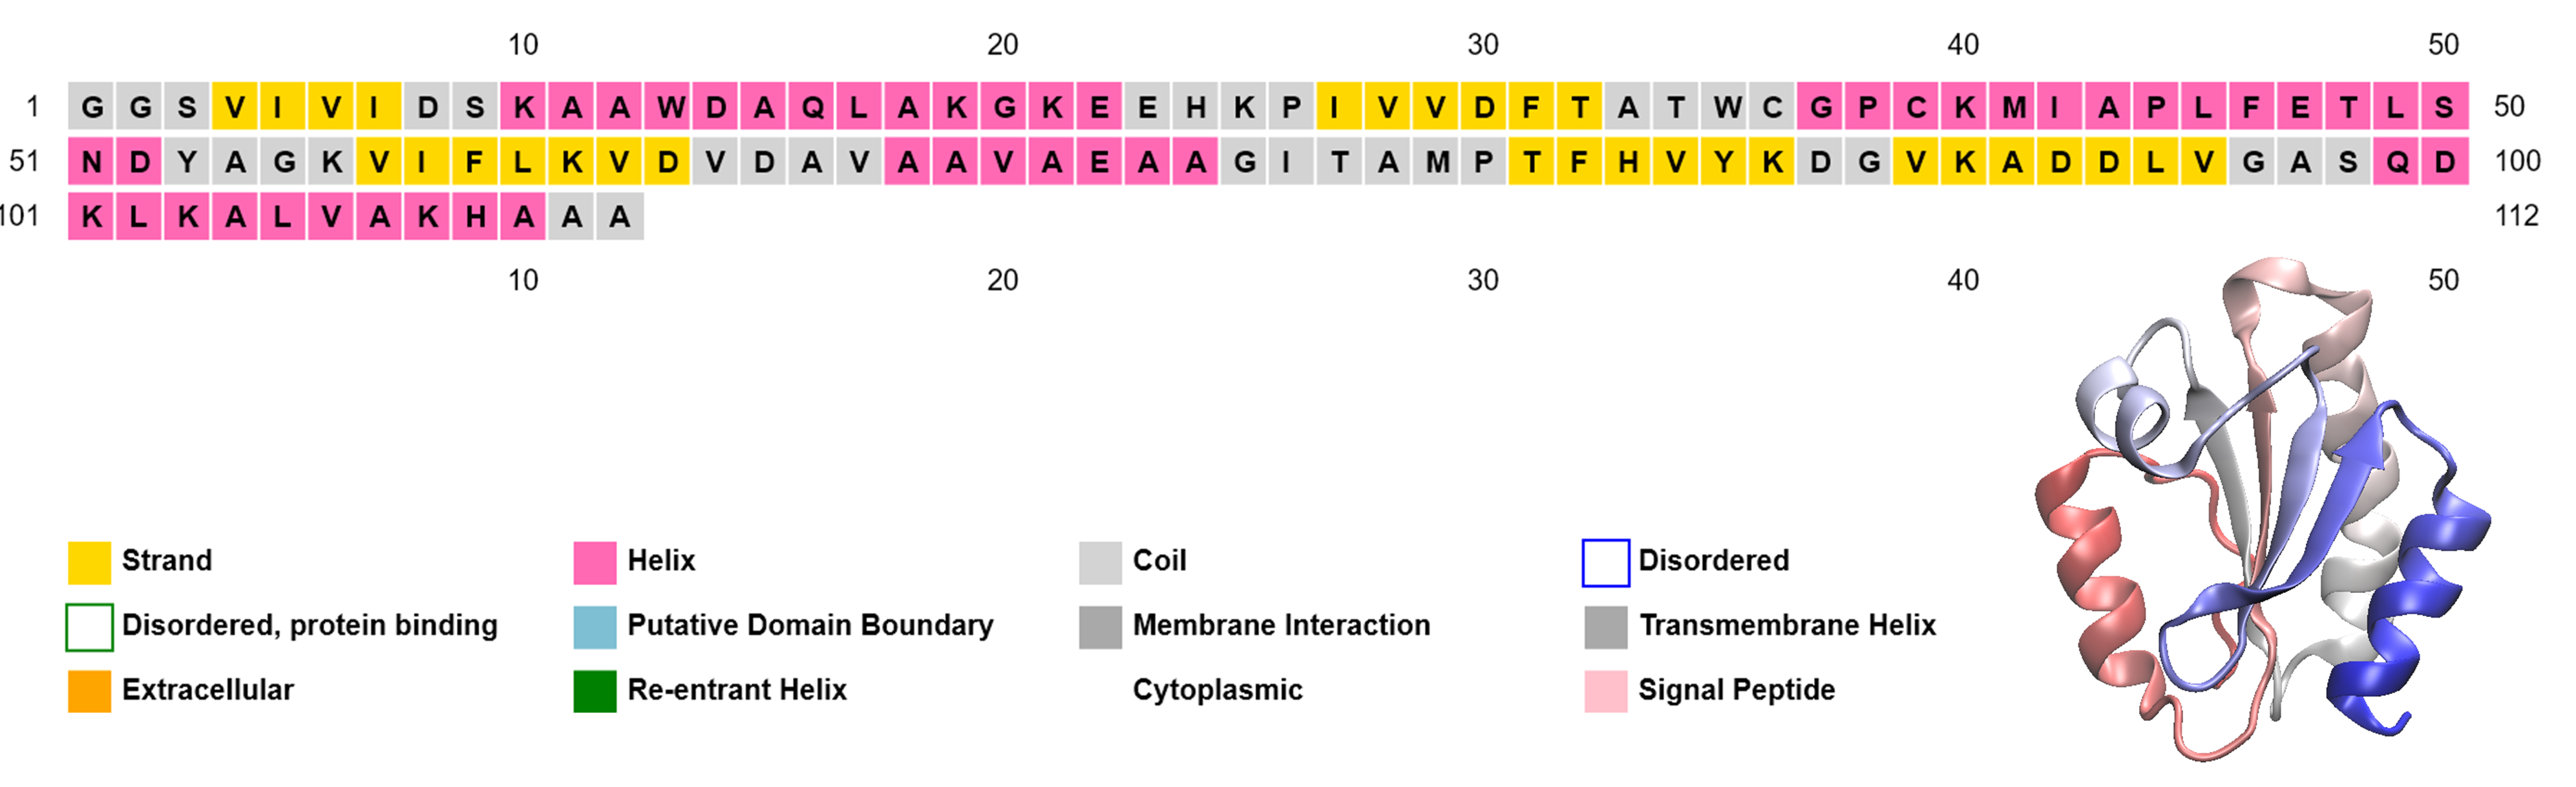 10 20 30 40 50
1 G G S V I V I D S K A A W D A Q L A K G K E E H K P I V V D F T A T W C G P C K M I A P L F E T L S 50
51 N D Y A G K V I F L K V D V D A V A A V A E A A G I T A M P T F H V Y K D G V K A D D L V G A S Q D 100
101 K L K A L V A K H A A A 112
10 20 30 40 50
Strand Helix Coil Disordered
Disordered, protein binding Putative Domain Boundary Membrane Interaction Transmembrane Helix
Extracellular Re-entrant Helix Cytoplasmic Signal Peptide